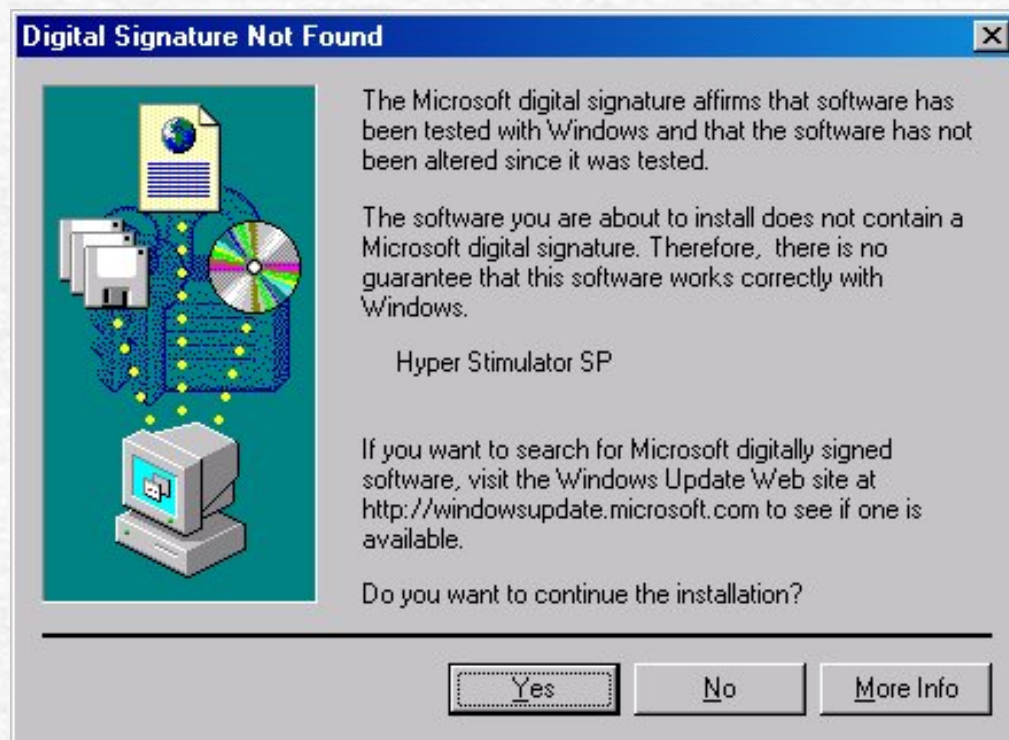 Digital Signature Not Found
The Microsoft digital signature affirms that software has
been tested with Windows and that the software has not
been altered since it was tested.
The software you are about to install does not contain a
Microsoft digital signature. Therefore,  there is no
guarantee that this software works correctly with
Windows.
Hyper Stimulator SP
If you want to search for Microsoft digitally signed
software, visit the Windows Update Web site at
http://windowsupdate.microsoft.com to see if one is
available.
Do you want to continue the installation?
Yes No More Info